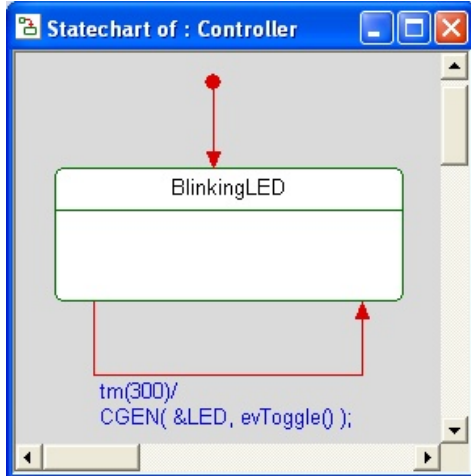 Statechart of : Controller
BlinkingLED
tm(300)/
CGEN( &LED, evToggle() );